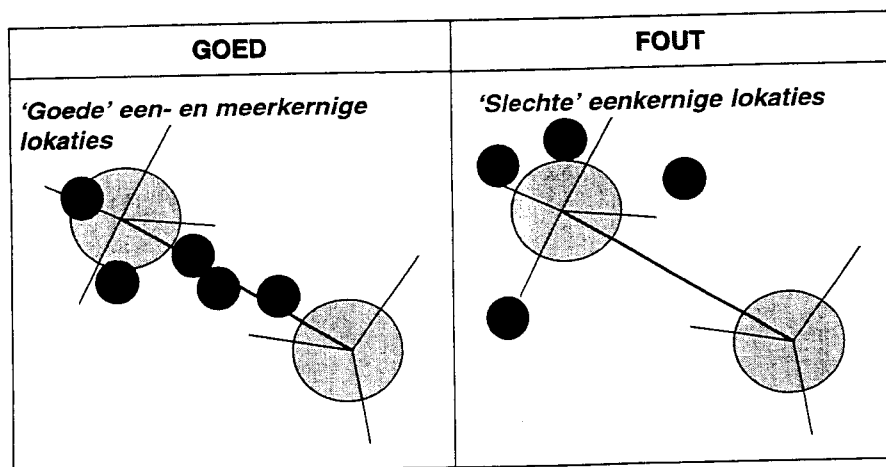 GOED
FOUT
'Goede' een- en meerkernige
lokaties
'Slechte' eenkernige lokaties